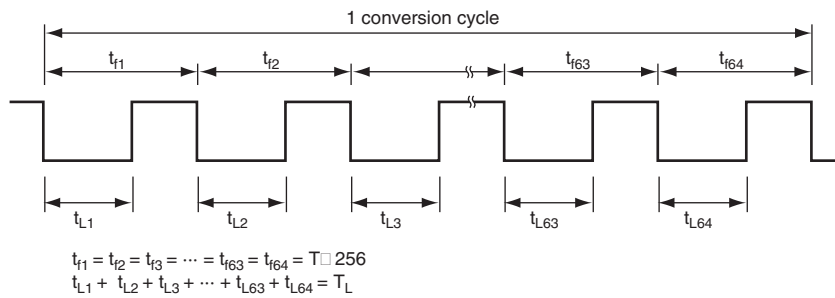 1 conversion cycle
tf1 tf2 tf63 tf64
tL1 tL2 tL3 tL63 tL64
tf1 = tf2 = tf3 = ··· = tf63 = tf64 = T□ 256
tL1 + tL2 + tL3 + ··· + tL63 + tL64 = TL